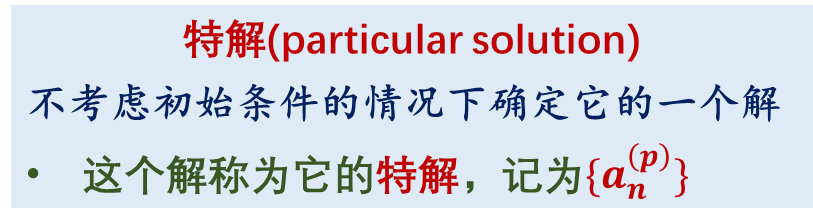 特解(particular solution)
不考虑初始条件的情况下确定它的一个解
• 这个解称为它的特解，记为{$a_n^{(p)}$}